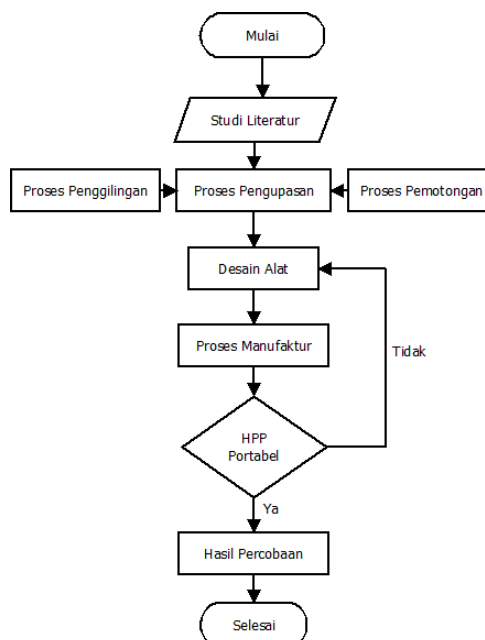 Mulai
Studi Literatur
Proses Penggilingan
Proses Pengupasan
Proses Pemotongan
Desain Alat
Proses Manufaktur
Tidak
HPP
Portabel
Ya
Hasil Percobaan
Selesai